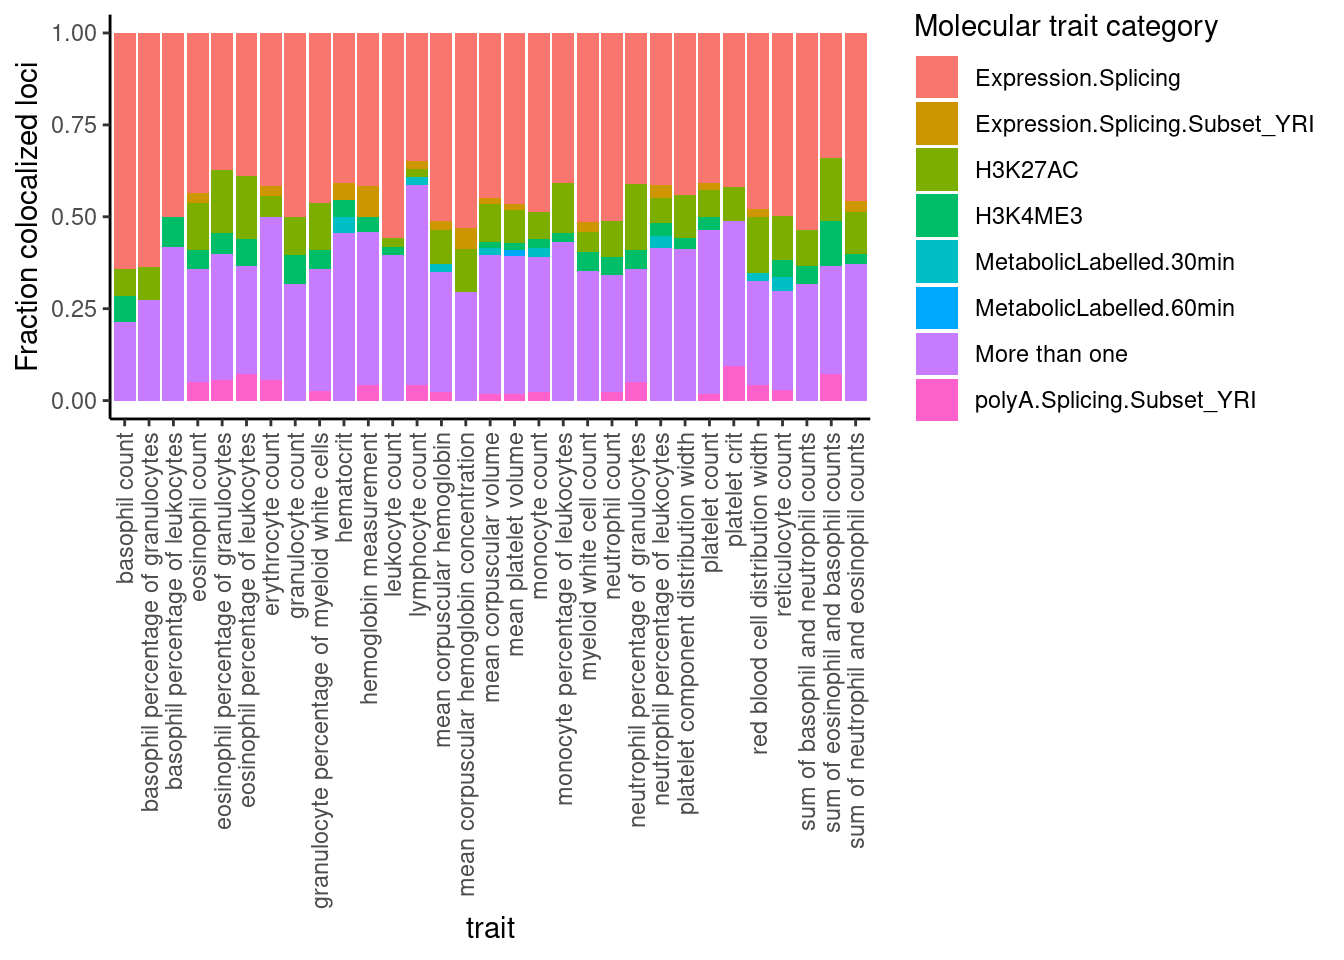 Molecular trait category
Expression.Splicing
Expression.Splicing.Subset_YRI
H3K27AC
H3K4ME3
MetabolicLabelled.30min
MetabolicLabelled.60min
More than one
polyA.Splicing.Subset_YRI
Fraction colocalized loci
1.00
0.75
0.50
0.25
0.00
basophil count
basophil percentage of granulocytes
basophil percentage of leukocytes
eosinophil count
eosinophil percentage of granulocytes
eosinophil percentage of leukocytes
erythrocyte count
granulocyte count
granulocyte percentage of myeloid white cells
hematocrit
hemoglobin measurement
leukocyte count
lymphocyte count
mean corpuscular hemoglobin
mean corpuscular hemoglobin concentration
mean corpuscular volume
mean platelet volume
monocyte count
monocyte percentage of leukocytes
myeloid white cell count
neutrophil count
neutrophil percentage of granulocytes
neutrophil percentage of leukocytes
platelet component distribution width
platelet count
platelet crit
red blood cell distribution width
reticulocyte count
sum of basophil and neutrophil counts
sum of eosinophil and basophil counts
sum of neutrophil and eosinophil counts
trait